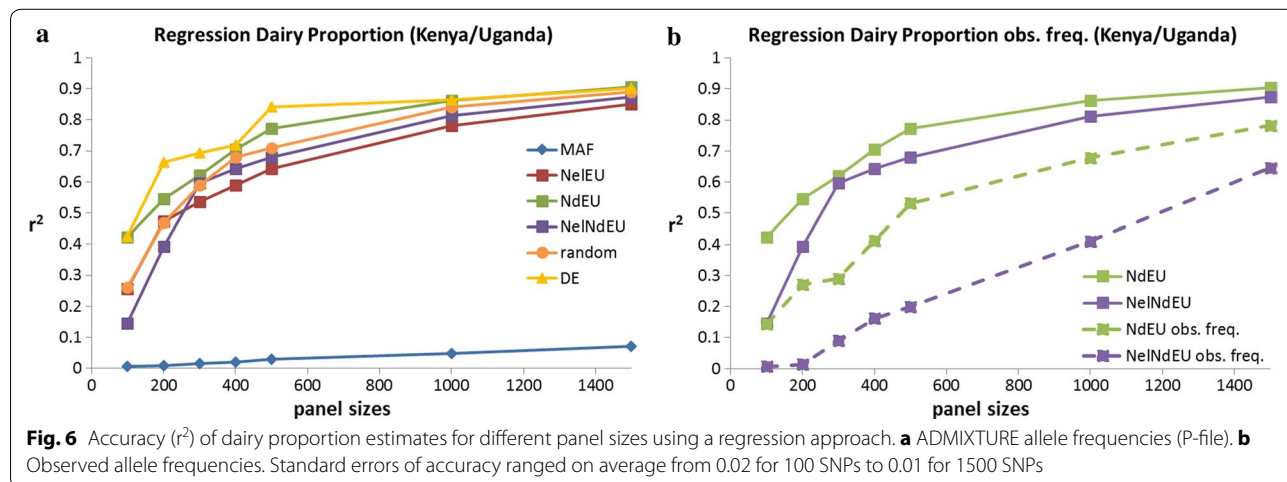 a
Regression Dairy Proportion (Kenya/Uganda)
1
0.9
0.8
0.7
0.6
0.5
0.4
0.3
0.2
0.1
0
r²
0 200 400 600 800 1000 1200 1400
panel sizes
MAF
NelEU
NdEU
NelNdEU
random
DE
b
Regression Dairy Proportion obs. freq. (Kenya/Uganda)
1
0.9
0.8
0.7
0.6
0.5
0.4
0.3
0.2
0.1
0
r²
0 200 400 600 800 1000 1200 1400
panel sizes
NdEU
NelNdEU
NdEU obs. freq.
NelNdEU obs. freq.
Fig. 6 Accuracy (r²) of dairy proportion estimates for different panel sizes using a regression approach. a ADMIXTURE allele frequencies (P-file). b
Observed allele frequencies. Standard errors of accuracy ranged on average from 0.02 for 100 SNPs to 0.01 for 1500 SNPs